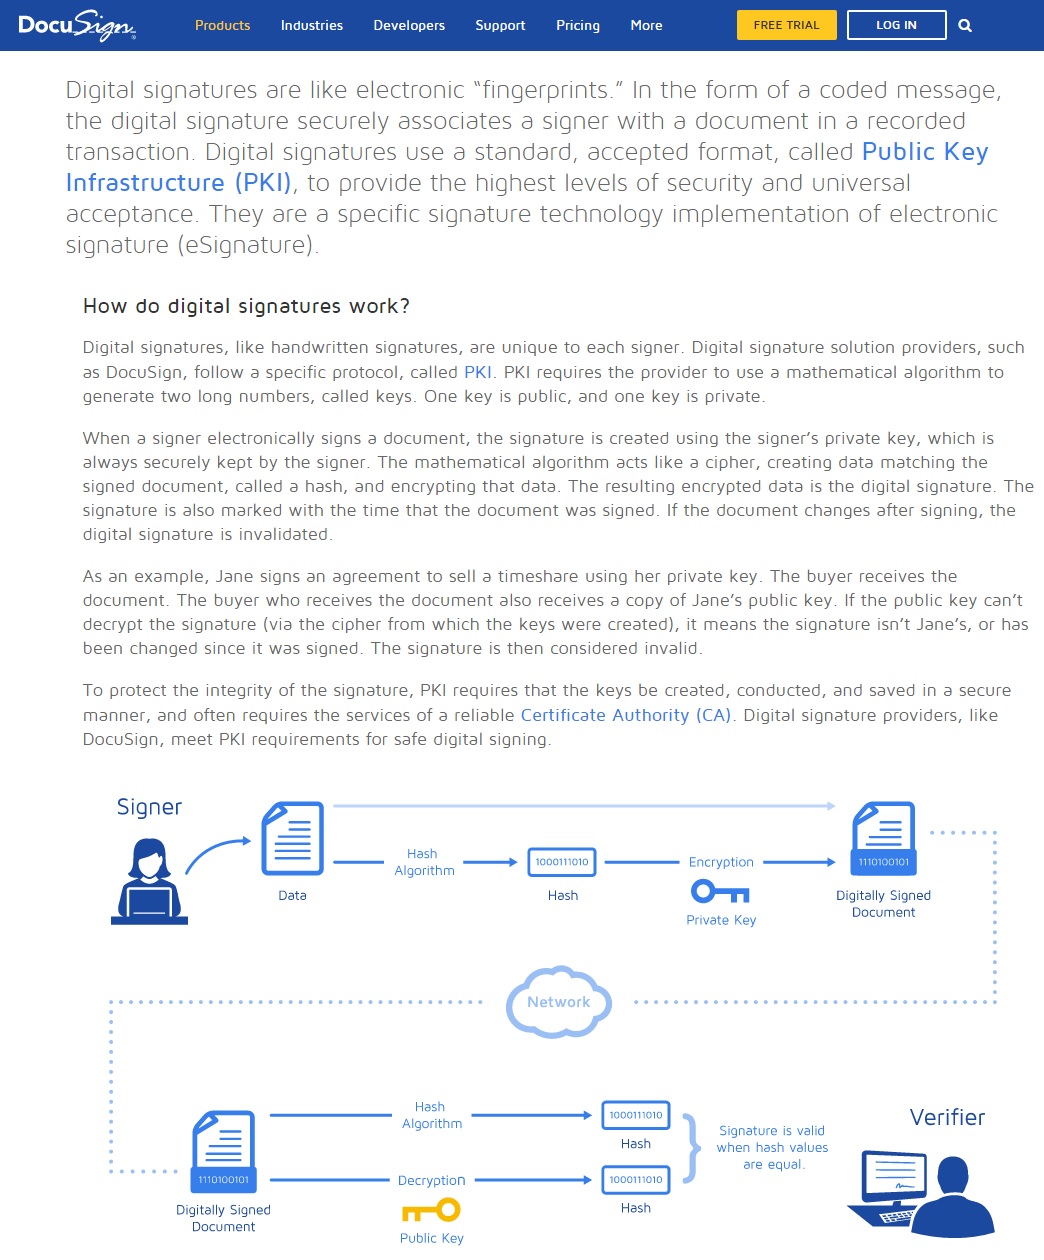 DocuSign
Products
Industries
Developers
Support
Pricing
More
FREE TRIAL
LOG IN
Digital signatures are like electronic “fingerprints.” In the form of a coded message,
the digital signature securely associates a signer with a document in a recorded
transaction. Digital signatures use a standard, accepted format, called Public Key
Infrastructure (PKI), to provide the highest levels of security and universal
acceptance. They are a specific signature technology implementation of electronic
signature (eSignature).
How do digital signatures work?
Digital signatures, like handwritten signatures, are unique to each signer. Digital signature solution providers, such
as DocuSign, follow a specific protocol, called PKI. PKI requires the provider to use a mathematical algorithm to
generate two long numbers, called keys. One key is public, and one key is private.
When a signer electronically signs a document, the signature is created using the signer’s private key, which is
always securely kept by the signer. The mathematical algorithm acts like a cipher, creating data matching the
signed document, called a hash, and encrypting that data. The resulting encrypted data is the digital signature. The
signature is also marked with the time that the document was signed. If the document changes after signing, the
digital signature is invalidated.
As an example, Jane signs an agreement to sell a timeshare using her private key. The buyer receives the
document. The buyer who receives the document also receives a copy of Jane’s public key. If the public key can’t
decrypt the signature (via the cipher from which the keys were created), it means the signature isn’t Jane’s, or has
been changed since it was signed. The signature is then considered invalid.
To protect the integrity of the signature, PKI requires that the keys be created, conducted, and saved in a secure
manner, and often requires the services of a reliable Certificate Authority (CA). Digital signature providers, like
DocuSign, meet PKI requirements for safe digital signing.
Signer
Data
Hash
Algorithm
1000111010
Hash
Encryption
Private Key
1110100101
Digitally Signed
Document
Network
1110100101
Digitally Signed
Document
Hash
Algorithm
1000111010
Hash
Decryption
Public Key
1000111010
Hash
Signature is valid
when hash values
are equal.
Verifier